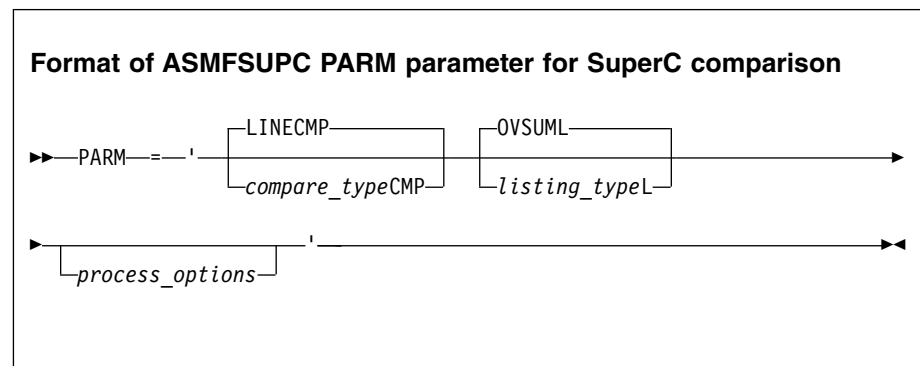 Format of ASMFSUPC PARM parameter for SuperC comparison
LINECMP OVSUML
PARM = '
compare_typeCMP listing_typeL
'
process_options